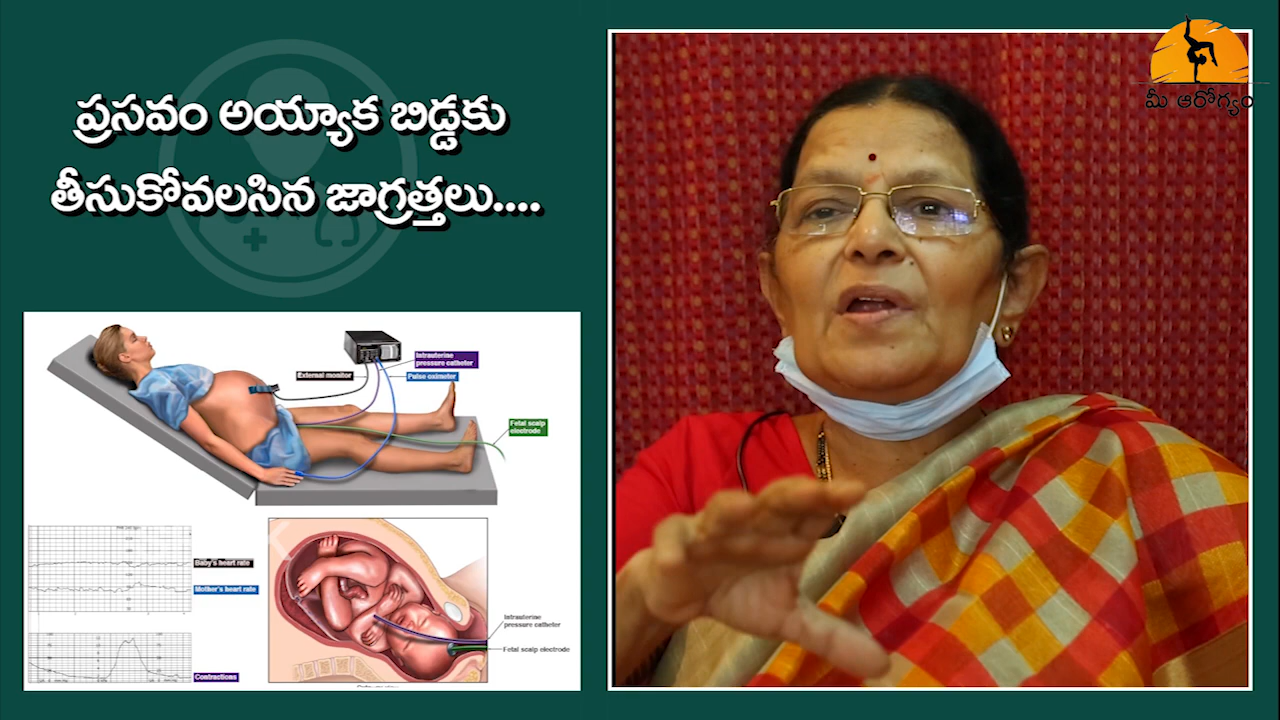 ప్రసవం అయ్యాక బిడ్డకు
తీసుకోవలసిన జాగ్రత్తలు....
మీ ఆరోగ్యం
Intrauterine
pressure catheter
External monitor
Pulse oximeter
Fetal scalp
electrode
Baby's heart rate
Mother's heart rate
Contractions
Intrauterine
pressure catheter
Fetal scalp electrode